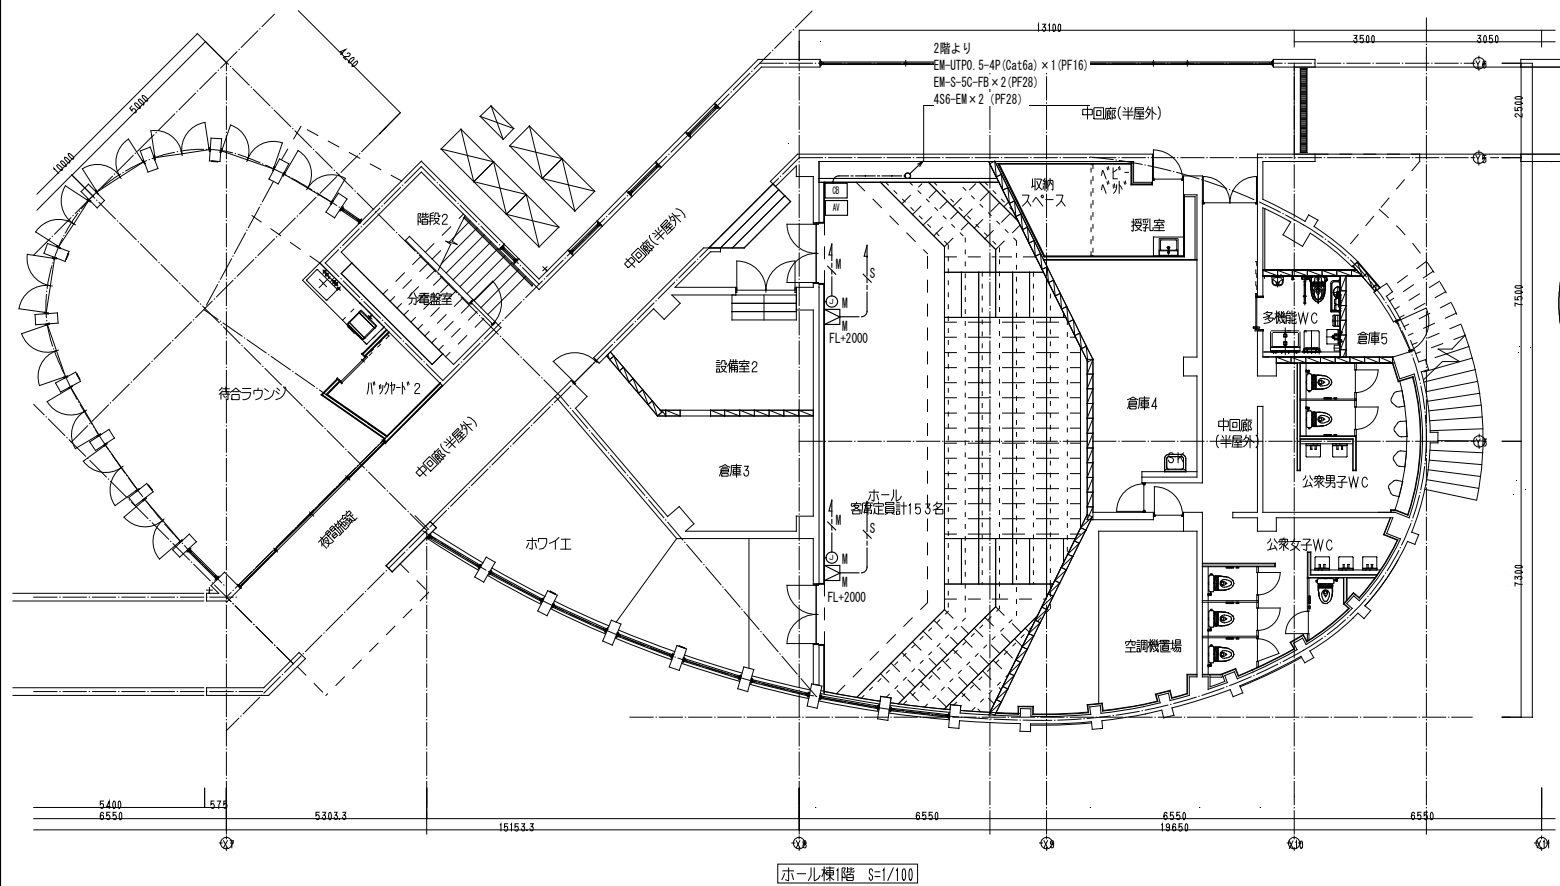 13100
3500
3050
2階より
EM-UTP0.5-4P(Cat6a)×1(PF16)
EM-S-5C-FB×2(PF28)
4S6-EM×2 (PF28)
中回廊(半屋外)
4200
5000
10000
2500
7500
7300
階段2
分電盤室
待合ラウンジ
バックヤード2
中回廊(半屋外)
中回廊(半屋外)
夜間施錠
設備室2
倉庫3
ホワイエ
CB
AV
M
S
J
M
M
FL+2000
M
S
J
M
M
FL+2000
ホール
客席定員計153名
収納
スペース
ベビー
ベッド
授乳室
倉庫4
SK
中回廊
(半屋外)
多機能WC
倉庫5
公衆男子WC
公衆女子WC
空調機置場
5400
575
6550
5303.3
6550
6550
6550
15153.3
19650
X7
X8
X9
X10
X11
ホール棟1階 S=1/100